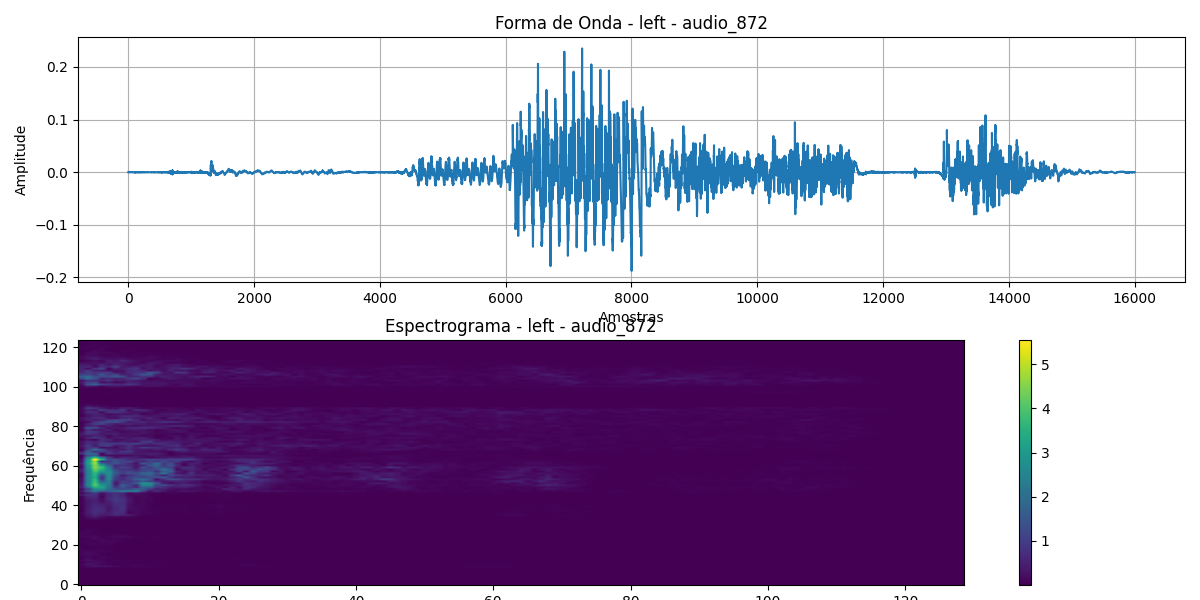 Forma de Onda - left - audio_872
Amplitude
0.2
0.1
0.0
−0.1
−0.2
0 2000 4000 6000 8000 10000 12000 14000 16000
Amostras
Espectrograma - left - audio_872
Frequência
120
100
80
60
40
20
0
0 20 40 60 80 100 120
5
4
3
2
1